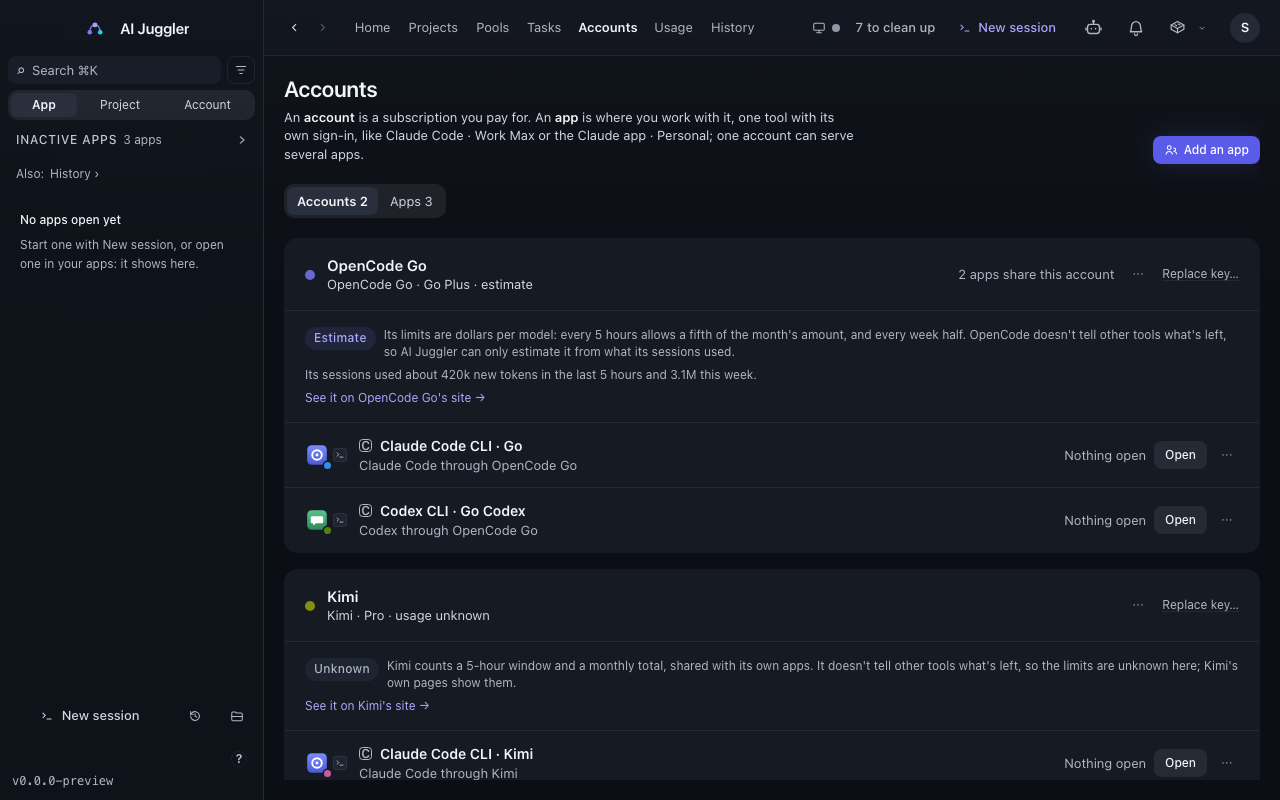 AI Juggler
Search ⌘K
App
Project
Account
INACTIVE APPS 3 apps
Also: History ›
No apps open yet
Start one with New session, or open
one in your apps: it shows here.
New session
?
v0.0.0-preview
Home
Projects
Pools
Tasks
Accounts
Usage
History
7 to clean up
New session
S
Accounts
An account is a subscription you pay for. An app is where you work with it, one tool with its
own sign-in, like Claude Code · Work Max or the Claude app · Personal; one account can serve
several apps.
Add an app
Accounts 2
Apps 3
OpenCode Go
OpenCode Go · Go Plus · estimate
2 apps share this account
···
Replace key…
Estimate
Its limits are dollars per model: every 5 hours allows a fifth of the month's amount, and every week half. OpenCode doesn't tell other tools what's left,
so AI Juggler can only estimate it from what its sessions used.
Its sessions used about 420k new tokens in the last 5 hours and 3.1M this week.
See it on OpenCode Go's site →
C Claude Code CLI · Go
Claude Code through OpenCode Go
Nothing open
Open
···
C Codex CLI · Go Codex
Codex through OpenCode Go
Nothing open
Open
···
Kimi
Kimi · Pro · usage unknown
···
Replace key…
Unknown
Kimi counts a 5-hour window and a monthly total, shared with its own apps. It doesn't tell other tools what's left, so the limits are unknown here; Kimi's
own pages show them.
See it on Kimi's site →
C Claude Code CLI · Kimi
Claude Code through Kimi
Nothing open
Open
···